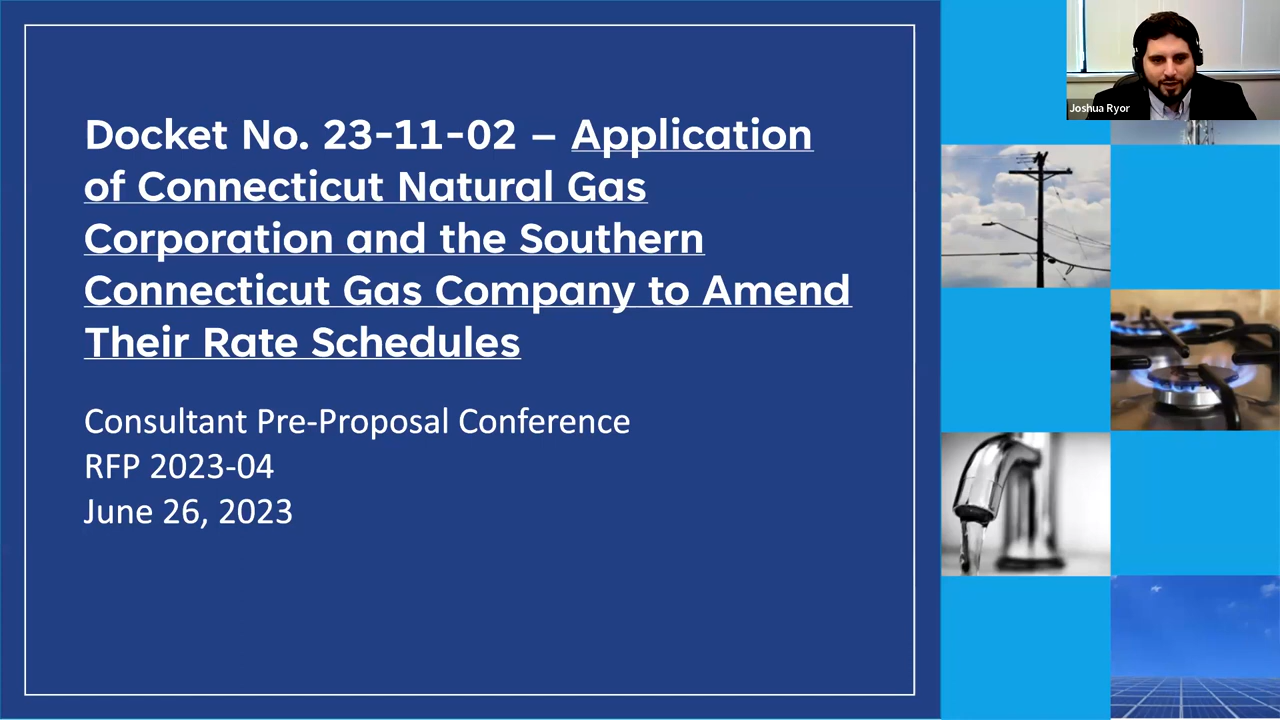 Docket No. 23-11-02 – Application
of Connecticut Natural Gas
Corporation and the Southern
Connecticut Gas Company to Amend
Their Rate Schedules
Consultant Pre-Proposal Conference
RFP 2023-04
June 26, 2023
Joshua Ryor